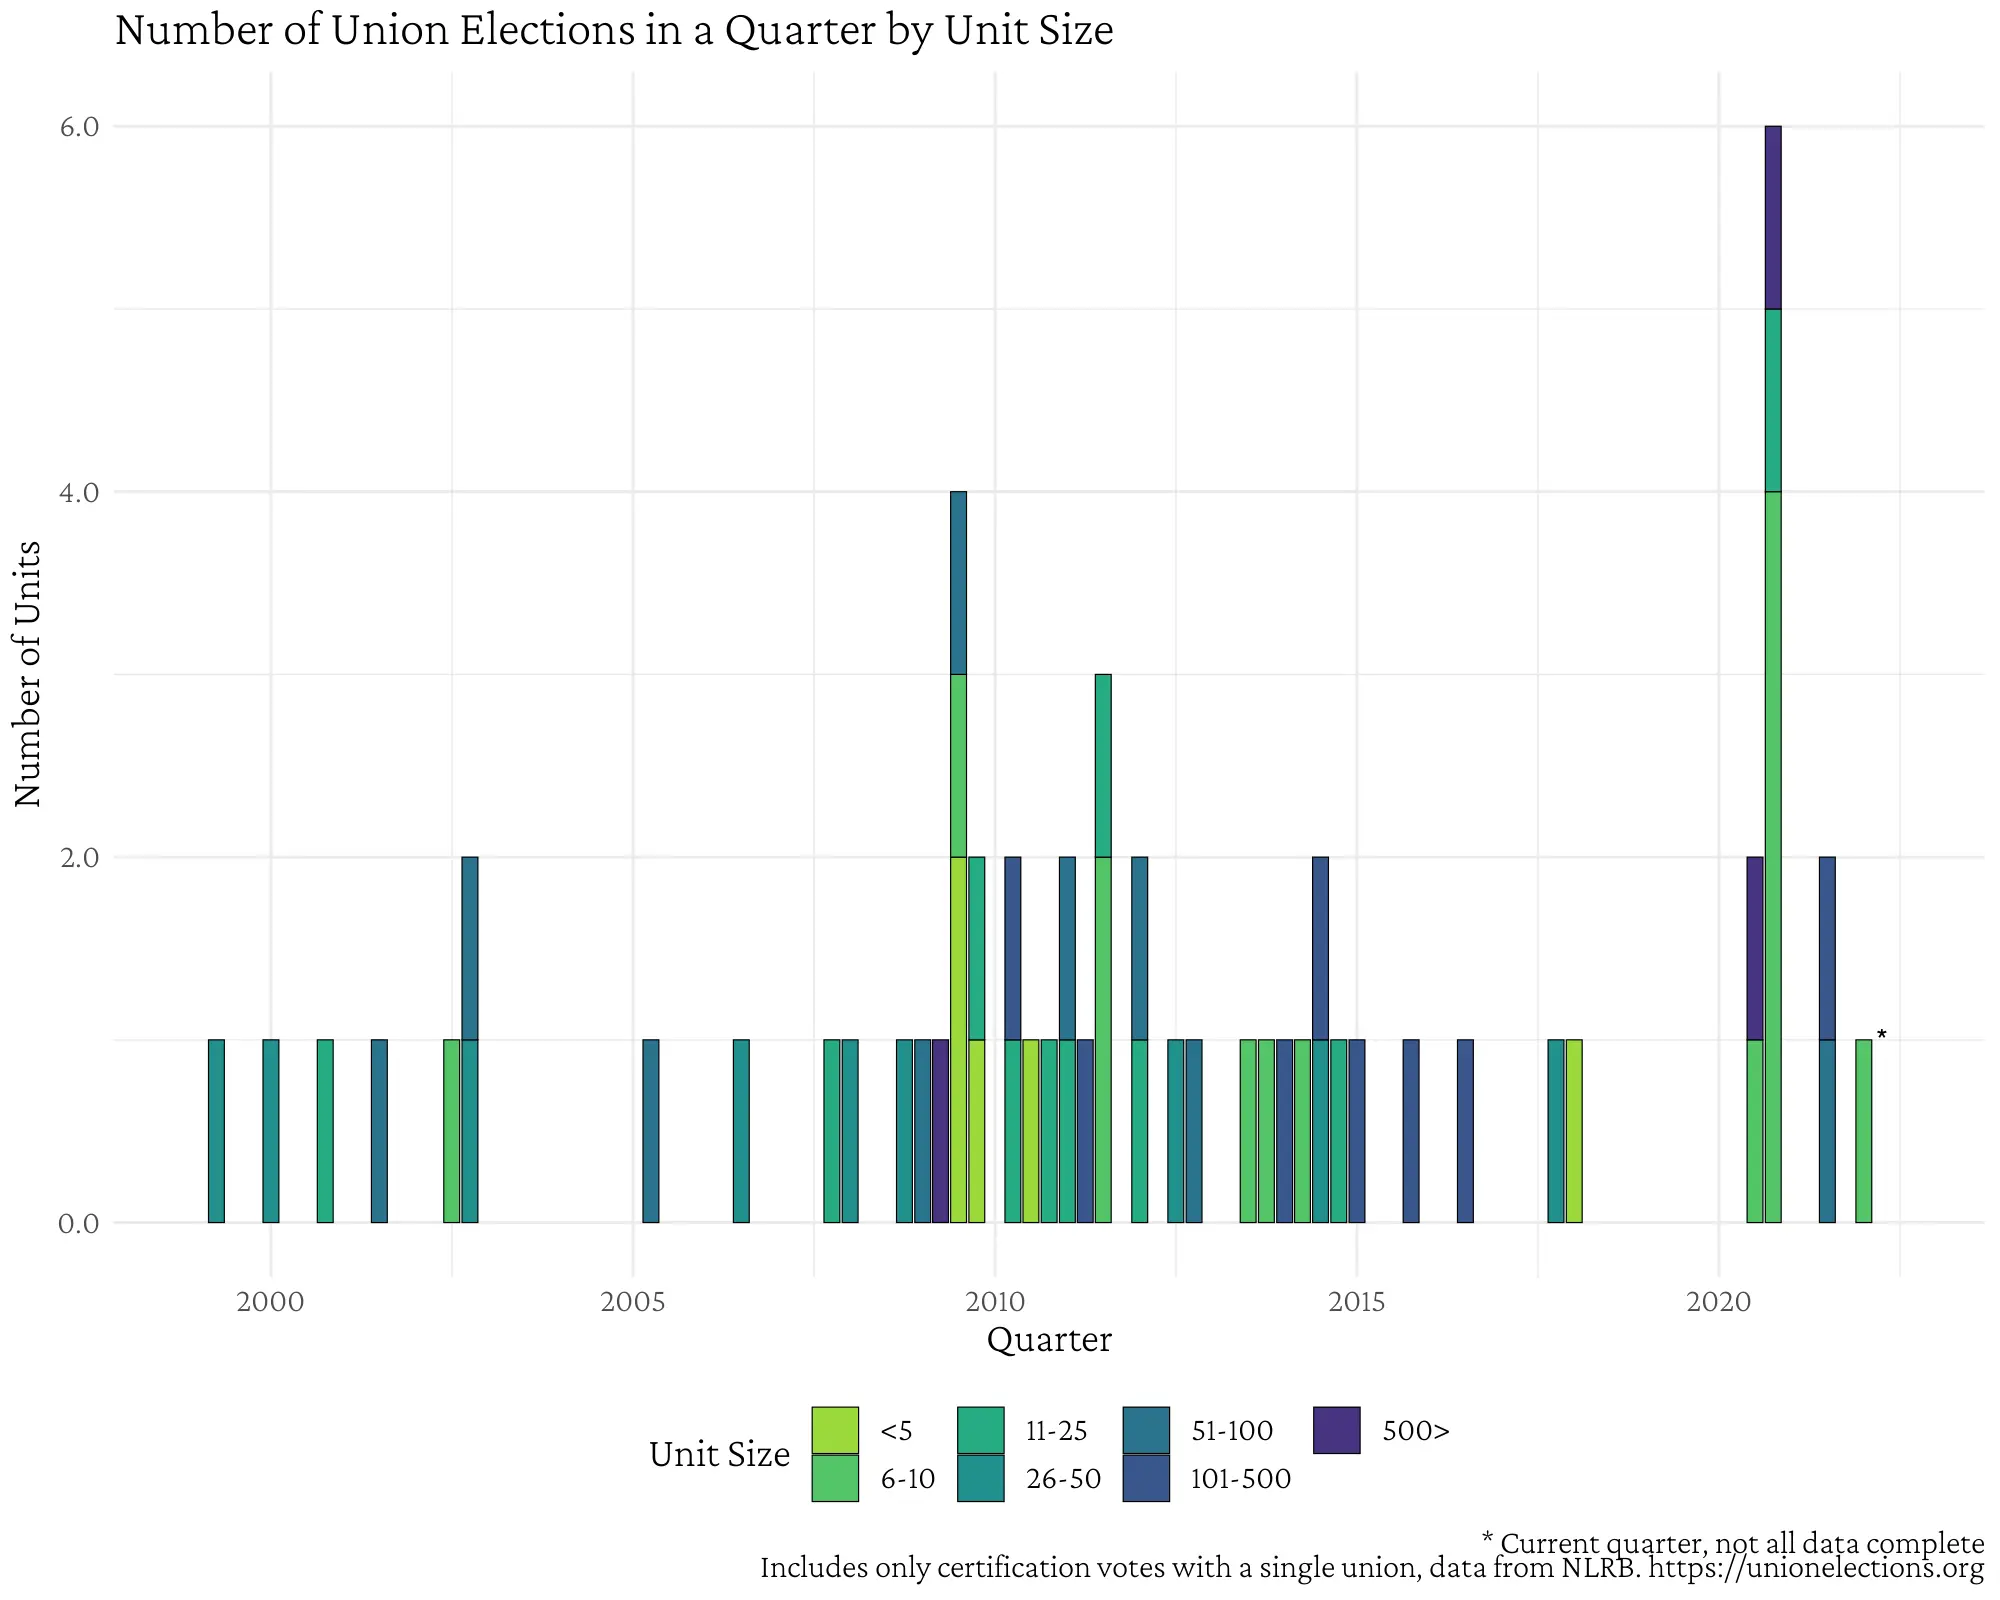 Number of Union Elections in a Quarter by Unit Size
6.0
4.0
2.0
0.0
Number of Units
*
2000 2005 2010 2015 2020
Quarter
Unit Size
<5 11-25 51-100 500>
6-10 26-50 101-500
* Current quarter, not all data complete
Includes only certification votes with a single union, data from NLRB. https://unionelections.org